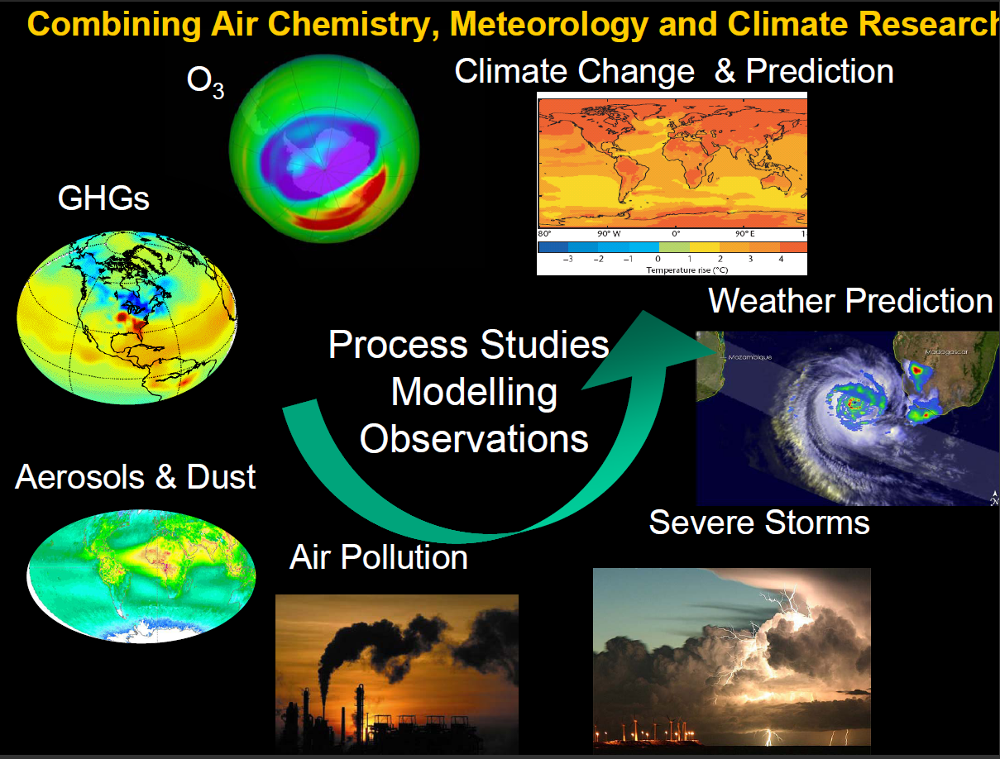 Combining Air Chemistry, Meteorology and Climate Research
O₃
Climate Change & Prediction
80° 90° W 0° 90° E 1
−3 −2 −1 0 1 2 3 4
Temperature rise (°C)
GHGs
Weather Prediction
Mozambique
Madagascar
N
Process Studies
Modelling
Observations
Aerosols & Dust
Severe Storms
Air Pollution